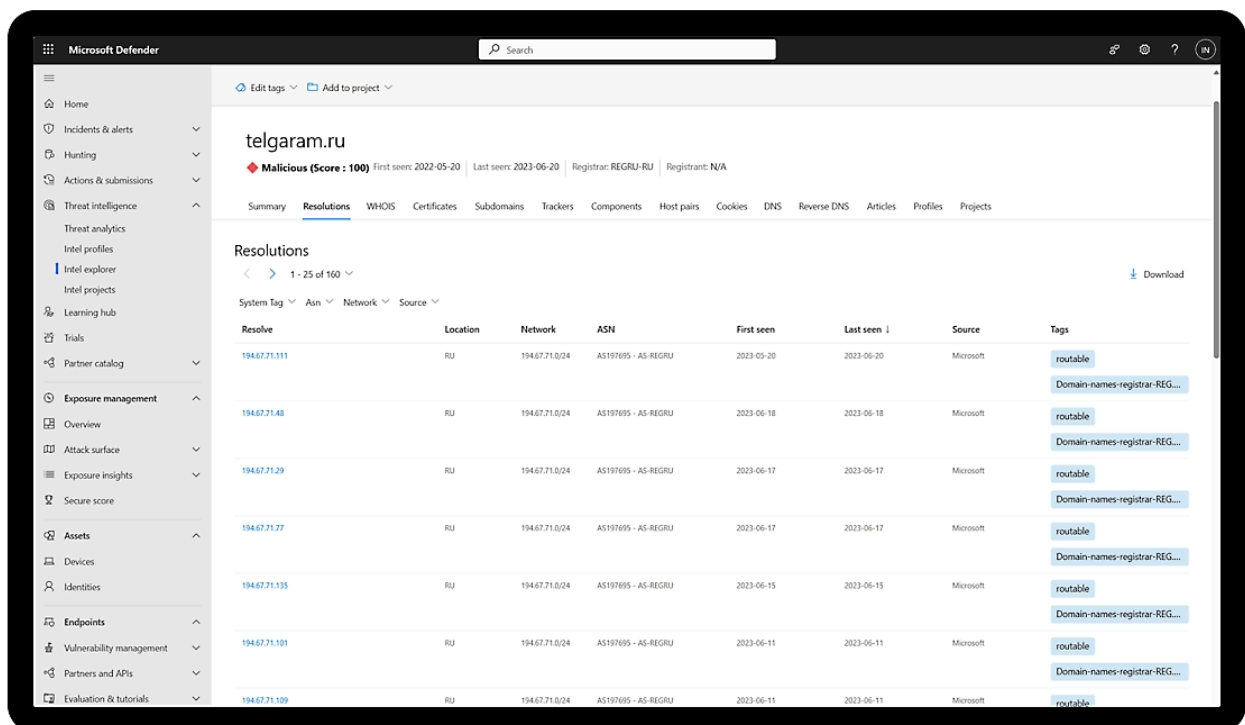 Microsoft Defender
Search
IN
Edit tags
Add to project
Home
Incidents & alerts
Hunting
Actions & submissions
Threat intelligence
Threat analytics
Intel profiles
Intel explorer
Intel projects
Learning hub
Trials
Partner catalog
Exposure management
Overview
Attack surface
Exposure insights
Secure score
Assets
Devices
Identities
Endpoints
Vulnerability management
Partners and APIs
Evaluation & tutorials
telgaram.ru
Malicious (Score : 100) First seen: 2022-05-20 Last seen: 2023-06-20 Registrar: REGRU-RU Registrant: N/A
Summary Resolutions WHOIS Certificates Subdomains Trackers Components Host pairs Cookies DNS Reverse DNS Articles Profiles Projects
Resolutions
1 - 25 of 160
Download
System Tag Asn Network Source
Resolve Location Network ASN First seen Last seen ↓ Source Tags
194.67.71.111 RU 194.67.71.0/24 AS197695 - AS-REGRU 2023-05-20 2023-06-20 Microsoft routable
Domain-names-registrar-REG....
194.67.71.48 RU 194.67.71.0/24 AS197695 - AS-REGRU 2023-06-18 2023-06-18 Microsoft routable
Domain-names-registrar-REG....
194.67.71.29 RU 194.67.71.0/24 AS197695 - AS-REGRU 2023-06-17 2023-06-17 Microsoft routable
Domain-names-registrar-REG....
194.67.71.77 RU 194.67.71.0/24 AS197695 - AS-REGRU 2023-06-17 2023-06-17 Microsoft routable
Domain-names-registrar-REG....
194.67.71.135 RU 194.67.71.0/24 AS197695 - AS-REGRU 2023-06-15 2023-06-15 Microsoft routable
Domain-names-registrar-REG....
194.67.71.101 RU 194.67.71.0/24 AS197695 - AS-REGRU 2023-06-11 2023-06-11 Microsoft routable
Domain-names-registrar-REG....
194.67.71.109 RU 194.67.71.0/24 AS197695 - AS-REGRU 2023-06-11 2023-06-11 Microsoft routable